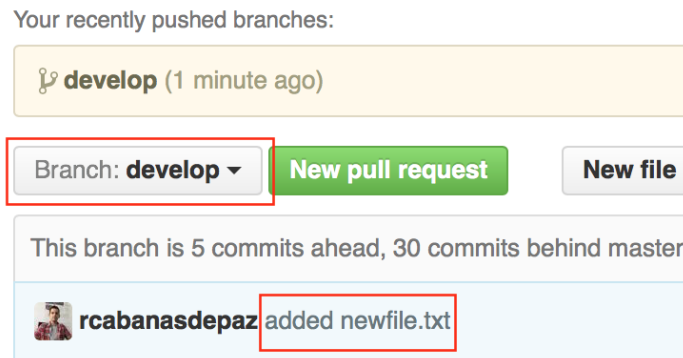 Your recently pushed branches:
develop (1 minute ago)
Branch: develop New pull request New file
This branch is 5 commits ahead, 30 commits behind master
rcabanasdepaz added newfile.txt